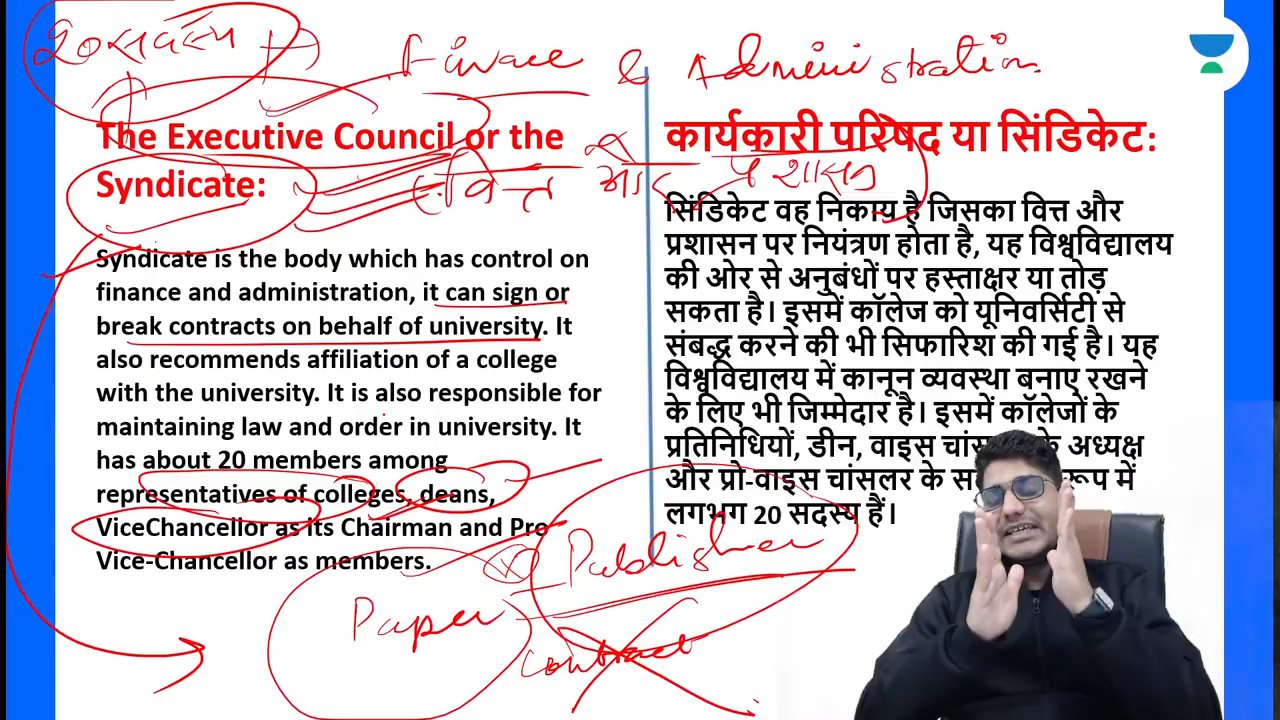 20 सदस्य
Finace & Administration
The Executive Council or the
Syndicate:
Syndicate is the body which has control on
finance and administration, it can sign or
break contracts on behalf of university. It
also recommends affiliation of a college
with the university. It is also responsible for
maintaining law and order in university. It
has about 20 members among
representatives of colleges, deans,
ViceChancellor as its Chairman and Pro-
Vice-Chancellor as members.
कार्यकारी परिषद या सिंडिकेट:
(वित्त और प्रशासन)
सिंडिकेट वह निकाय है जिसका वित्त और
प्रशासन पर नियंत्रण होता है, यह विश्वविद्यालय
की ओर से अनुबंधों पर हस्ताक्षर या तोड़
सकता है। इसमें कॉलेज को यूनिवर्सिटी से
संबद्ध करने की भी सिफारिश की गई है। यह
विश्वविद्यालय में कानून व्यवस्था बनाए रखने
के लिए भी जिम्मेदार है। इसमें कॉलेजों के
प्रतिनिधियों, डीन, वाइस अध्यक्ष
और प्रो-वाइस चांसलर के रूप में
लगभग 20 सदस्य हैं।
Publisher
Paper
Contract